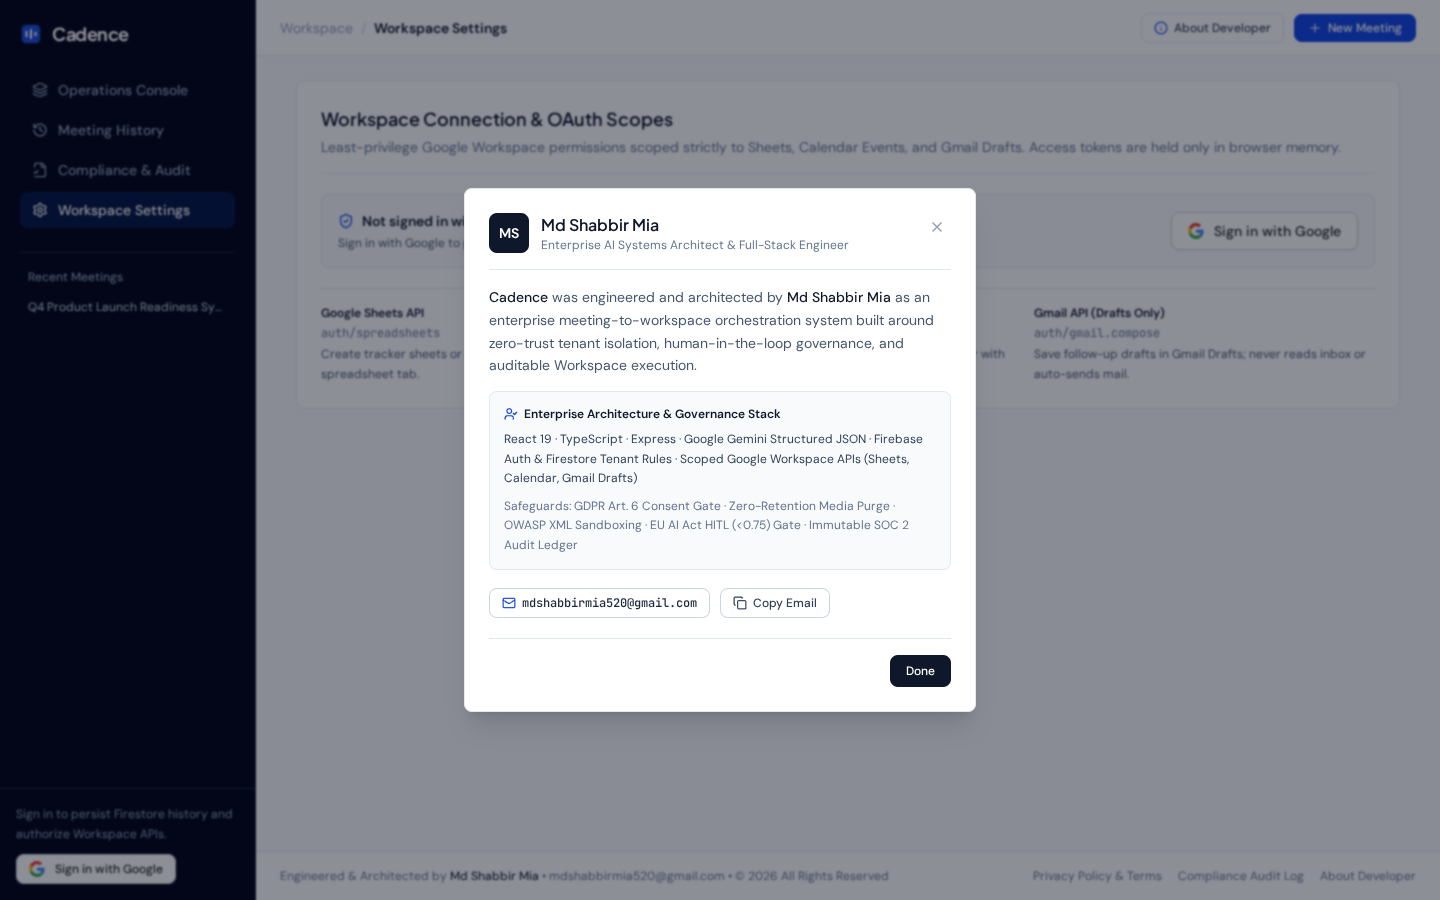 Cadence
Operations Console
Meeting History
Compliance & Audit
Workspace Settings
Recent Meetings
Q4 Product Launch Readiness Sy...
Sign in to persist Firestore history and
authorize Workspace APIs.
Sign in with Google
Workspace / Workspace Settings
About Developer
New Meeting
Workspace Connection & OAuth Scopes
Least-privilege Google Workspace permissions scoped strictly to Sheets, Calendar Events, and Gmail Drafts. Access tokens are held only in browser memory.
Not signed in wi
Sign in with Google to
Sign in with Google
Google Sheets API
auth/spreadsheets
Create tracker sheets or
spreadsheet tab.
with
Gmail API (Drafts Only)
auth/gmail.compose
Save follow-up drafts in Gmail Drafts; never reads inbox or
auto-sends mail.
MS
Md Shabbir Mia
Enterprise AI Systems Architect & Full-Stack Engineer
Cadence was engineered and architected by Md Shabbir Mia as an
enterprise meeting-to-workspace orchestration system built around
zero-trust tenant isolation, human-in-the-loop governance, and
auditable Workspace execution.
Enterprise Architecture & Governance Stack
React 19 · TypeScript · Express · Google Gemini Structured JSON · Firebase
Auth & Firestore Tenant Rules · Scoped Google Workspace APIs (Sheets,
Calendar, Gmail Drafts)
Safeguards: GDPR Art. 6 Consent Gate · Zero-Retention Media Purge ·
OWASP XML Sandboxing · EU AI Act HITL (<0.75) Gate · Immutable SOC 2
Audit Ledger
mdshabbirmia520@gmail.com
Copy Email
Done
Engineered & Architected by Md Shabbir Mia • mdshabbirmia520@gmail.com • © 2026 All Rights Reserved
Privacy Policy & Terms
Compliance Audit Log
About Developer